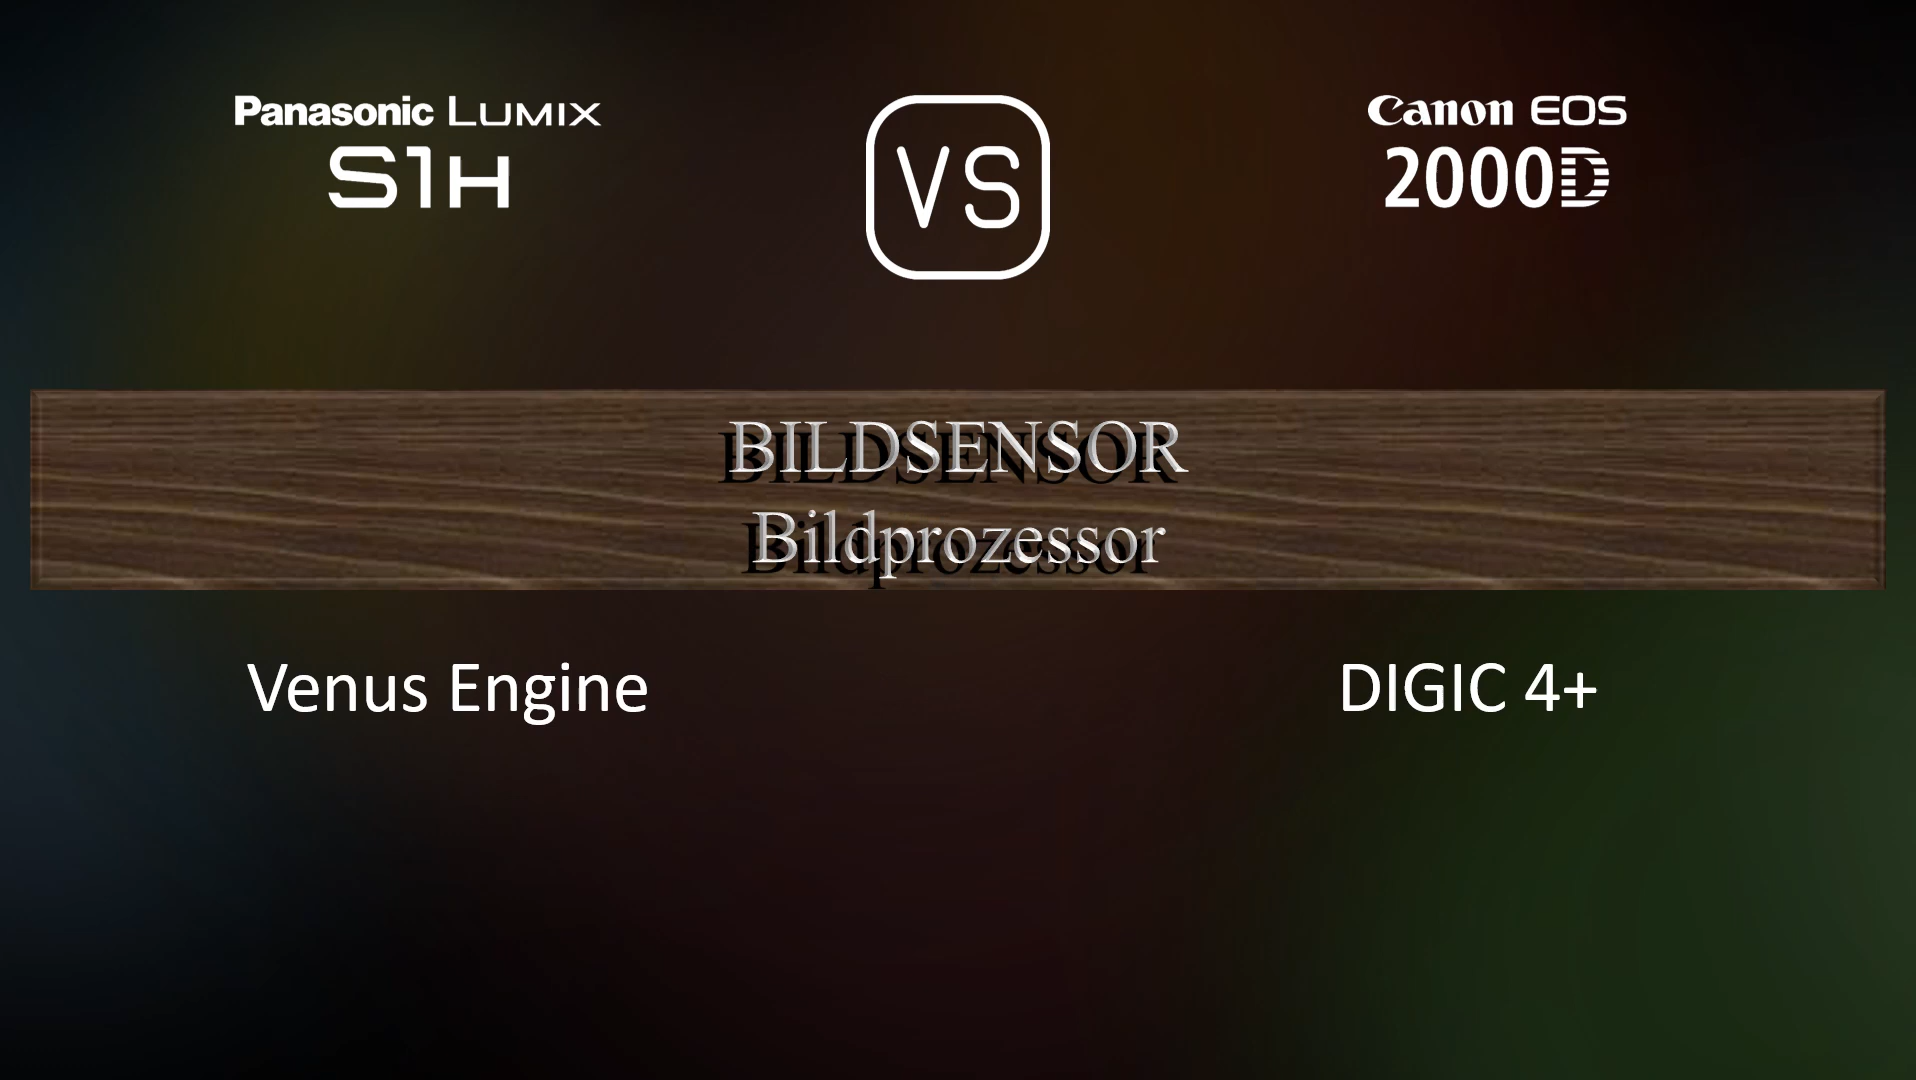 Panasonic LUMIX
S1H
VS
Canon EOS
2000D
BILDSENSOR
Bildprozessor
Venus Engine
DIGIC 4+